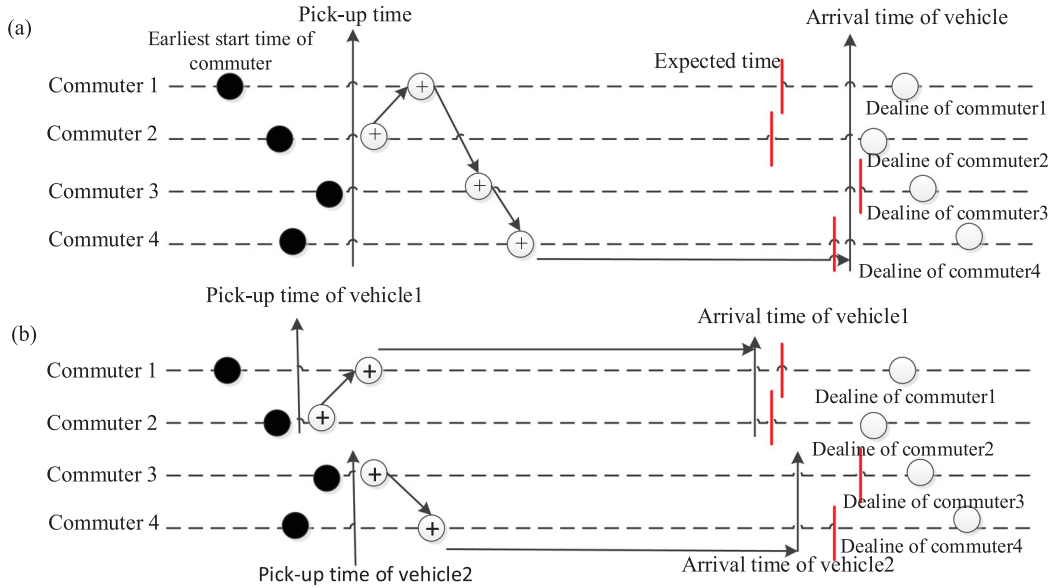 (a)
Pick-up time
Arrival time of vehicle
Earliest start time of
commuter
Expected time
Commuter 1
Dealine of commuter1
Commuter 2
Dealine of commuter2
Commuter 3
Dealine of commuter3
Commuter 4
Dealine of commuter4
Pick-up time of vehicle1
Arrival time of vehicle1
(b)
Commuter 1
Dealine of commuter1
Commuter 2
Dealine of commuter2
Commuter 3
Dealine of commuter3
Commuter 4
Dealine of commuter4
Arrival time of vehicle2
Pick-up time of vehicle2